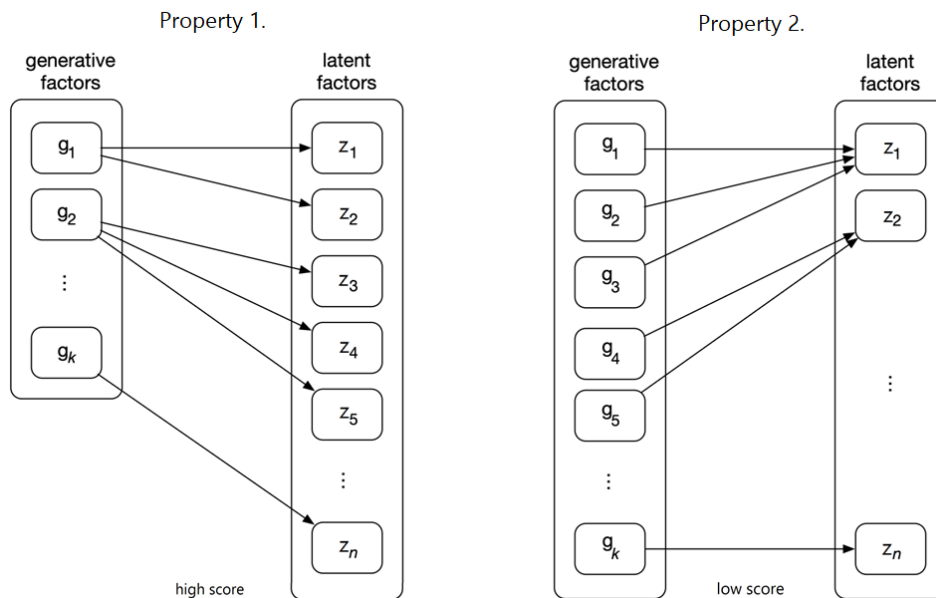 Property 1.
generative
factors
latent
factors
g1
g2
⋮
gk
z1
z2
z3
z4
z5
⋮
zn
high score
Property 2.
generative
factors
latent
factors
g1
g2
g3
g4
g5
⋮
gk
z1
z2
⋮
zn
low score